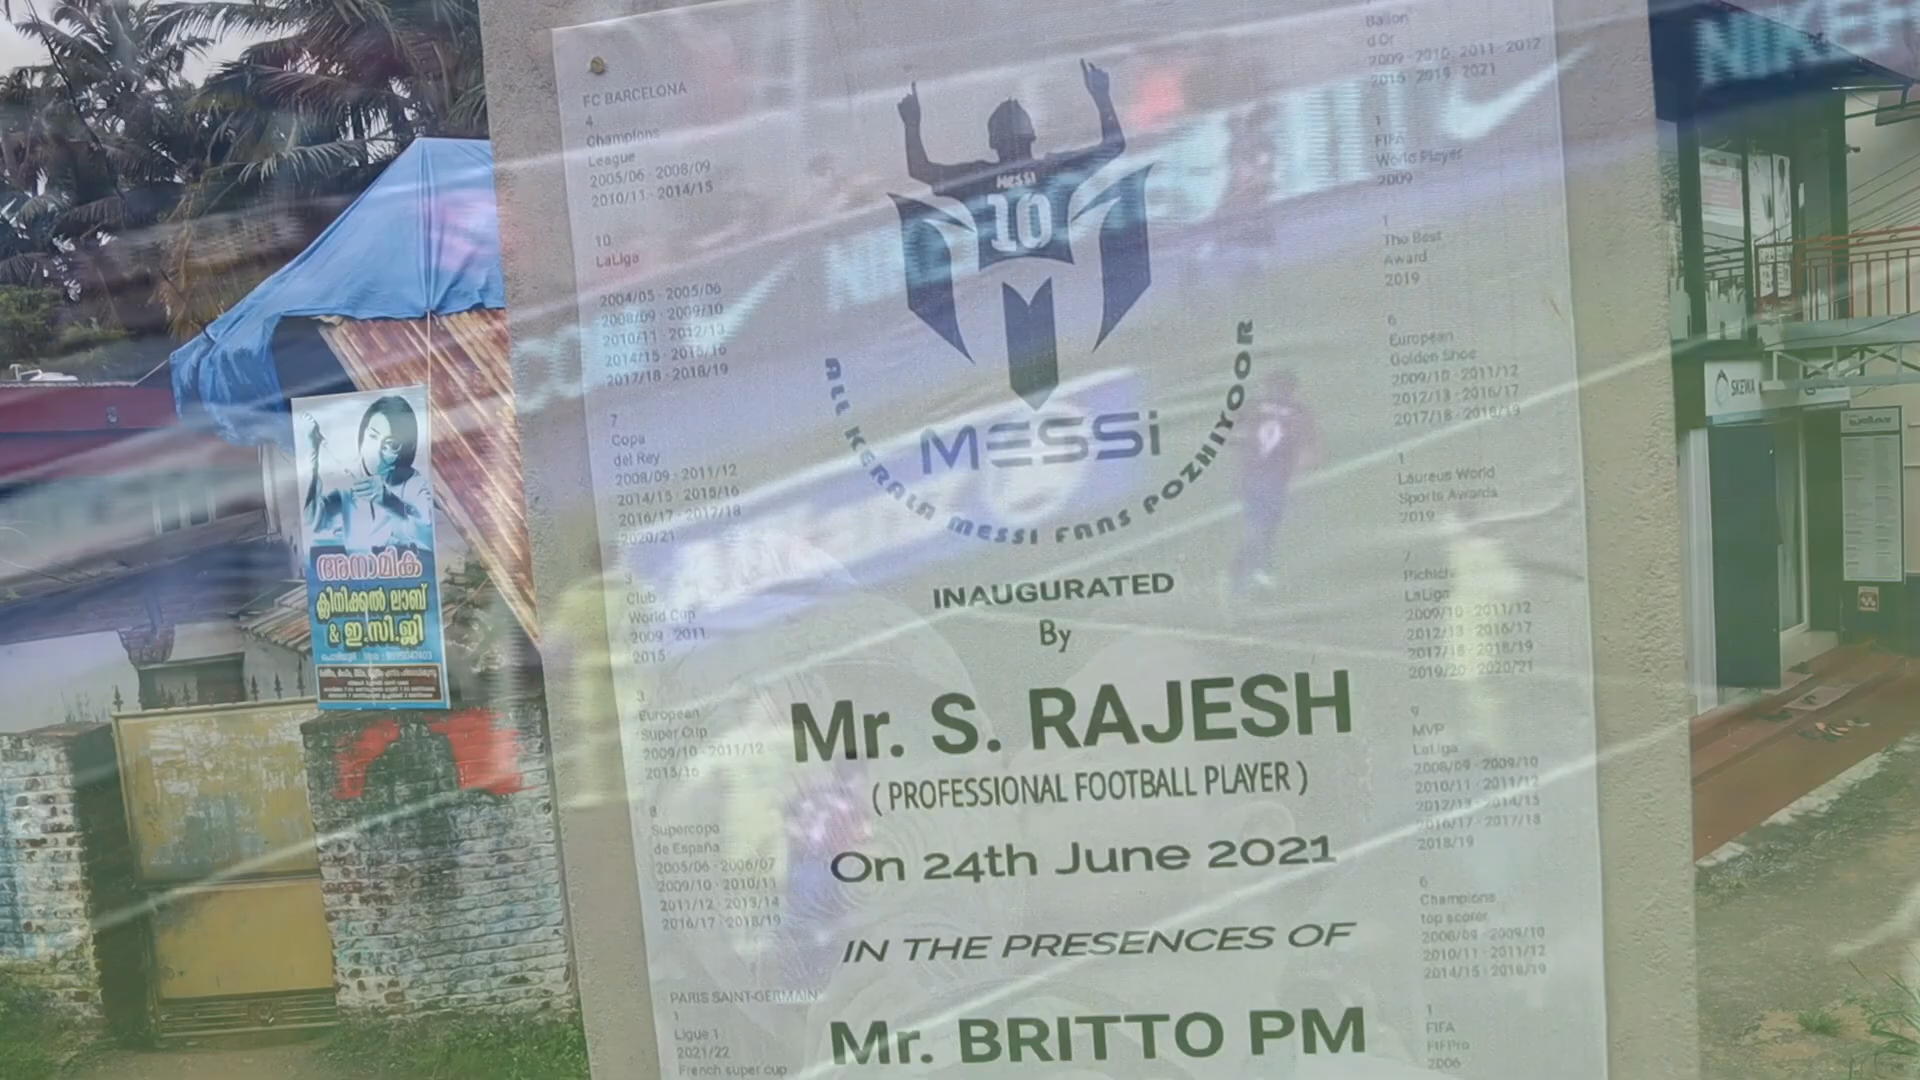 FC BARCELONA
4
Champions
League
2005/06 - 2008/09
2010/11 - 2014/15
10
LaLiga
2004/05 - 2005/06
2008/09 - 2009/10
2010/11 - 2012/13
2014/15 - 2015/16
2017/18 - 2018/19
7
Copa
del Rey
2008/09 - 2011/12
2014/15 - 2015/16
2016/17 - 2017/18
2020/21
3
Club
World Cup
2009 - 2011
2015
3
European
Super Cup
2009/10 - 2011/12
2015/16
8
Supercopa
de España
2005/06 - 2006/07
2009/10 - 2010/11
2011/12 - 2013/14
2016/17 - 2018/19
PARIS SAINT-GERMAIN
1
Ligue 1
2021/22
French super cup
MESSI
10
MESSi
ALL KERALA MESSI FANS POZHIYOOR
INAUGURATED
By
Mr. S. RAJESH
( PROFESSIONAL FOOTBALL PLAYER )
On 24th June 2021
IN THE PRESENCES OF
Mr. BRITTO PM
7
Ballon
d Or
2009 - 2010 - 2011 - 2012
2015 - 2019 - 2021
1
FIFA
World Player
2009
1
The Best
Award
2019
6
European
Golden Shoe
2009/10 - 2011/12
2012/13 - 2016/17
2017/18 - 2018/19
1
Laureus World
Sports Awards
2019
7
Pichichi
LaLiga
2009/10 - 2011/12
2012/13 - 2016/17
2017/18 - 2018/19
2019/20 - 2020/21
9
MVP
LaLiga
2008/09 - 2009/10
2010/11 - 2011/12
2012/13 - 2014/15
2016/17 - 2017/18
2018/19
6
Champions
top scorer
2008/09 - 2009/10
2010/11 - 2011/12
2014/15 - 2018/19
1
FIFA
FIFPro
2006
അനാമിക
ക്ലിനിക്കൽ ലാബ്
& ഇ.സി.ജി